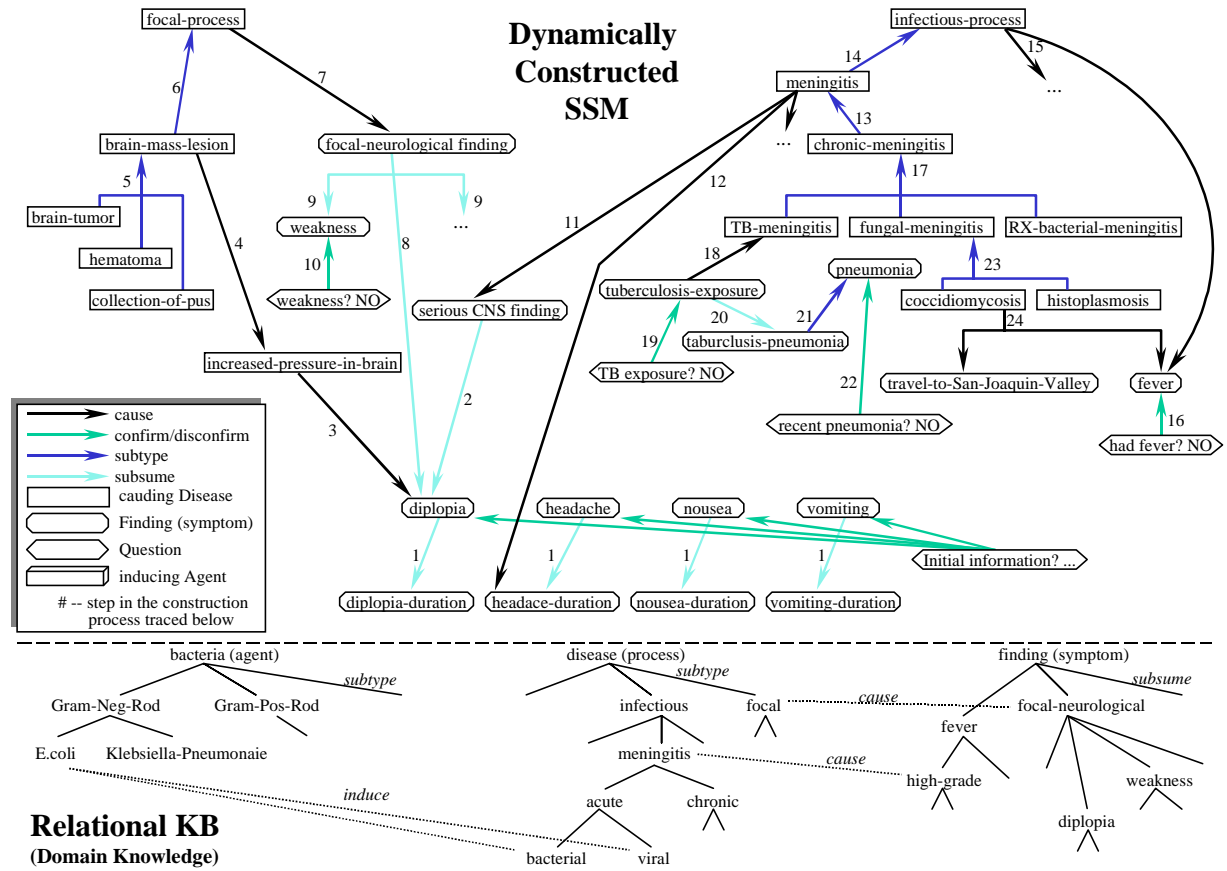 focal-process
infectious-process
Dynamically
Constructed
SSM
14
15
6
7
meningitis
...
13
brain-mass-lesion
focal-neurological finding
...
chronic-meningitis
5
17
12
9
9
brain-tumor
4
weakness
...
11
TB-meningitis
fungal-meningitis
RX-bacterial-meningitis
8
18
hematoma
10
pneumonia
23
tuberculosis-exposure
collection-of-pus
weakness? NO
serious CNS finding
coccidiomycosis
histoplasmosis
20
21
24
19
taburclusis-pneumonia
increased-pressure-in-brain
TB exposure? NO
22
travel-to-San-Joaquin-Valley
fever
2
cause
16
3
recent pneumonia? NO
confirm/disconfirm
had fever? NO
subtype
subsume
cauding Disease
diplopia
headache
nousea
vomiting
Finding (symptom)
Question
1
1
1
1
Initial information? ...
inducing Agent
# -- step in the construction
process traced below
diplopia-duration
headace-duration
nousea-duration
vomiting-duration
bacteria (agent)
disease (process)
finding (symptom)
subtype
subtype
subsume
cause
Gram-Neg-Rod
Gram-Pos-Rod
infectious
focal
focal-neurological
fever
E.coli
Klebsiella-Pneumonaie
meningitis
cause
high-grade
weakness
induce
acute
chronic
diplopia
Relational KB
(Domain Knowledge)
bacterial
viral